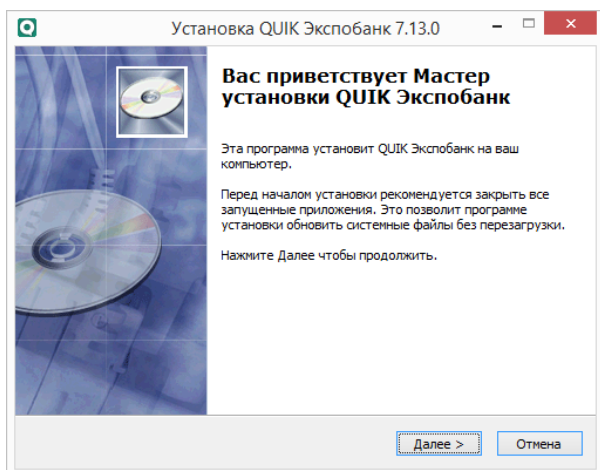 Установка QUIK Экспобанк 7.13.0
Вас приветствует Мастер
установки QUIK Экспобанк
Эта программа установит QUIK Экспобанк на ваш
компьютер.
Перед началом установки рекомендуется закрыть все
запущенные приложения. Это позволит программе
установки обновить системные файлы без перезагрузки.
Нажмите Далее чтобы продолжить.
Далее >
Отмена